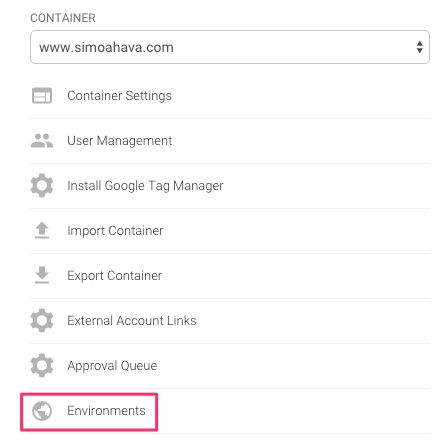 CONTAINER
www.simoahava.com
Container Settings
User Management
Install Google Tag Manager
Import Container
Export Container
External Account Links
Approval Queue
Environments